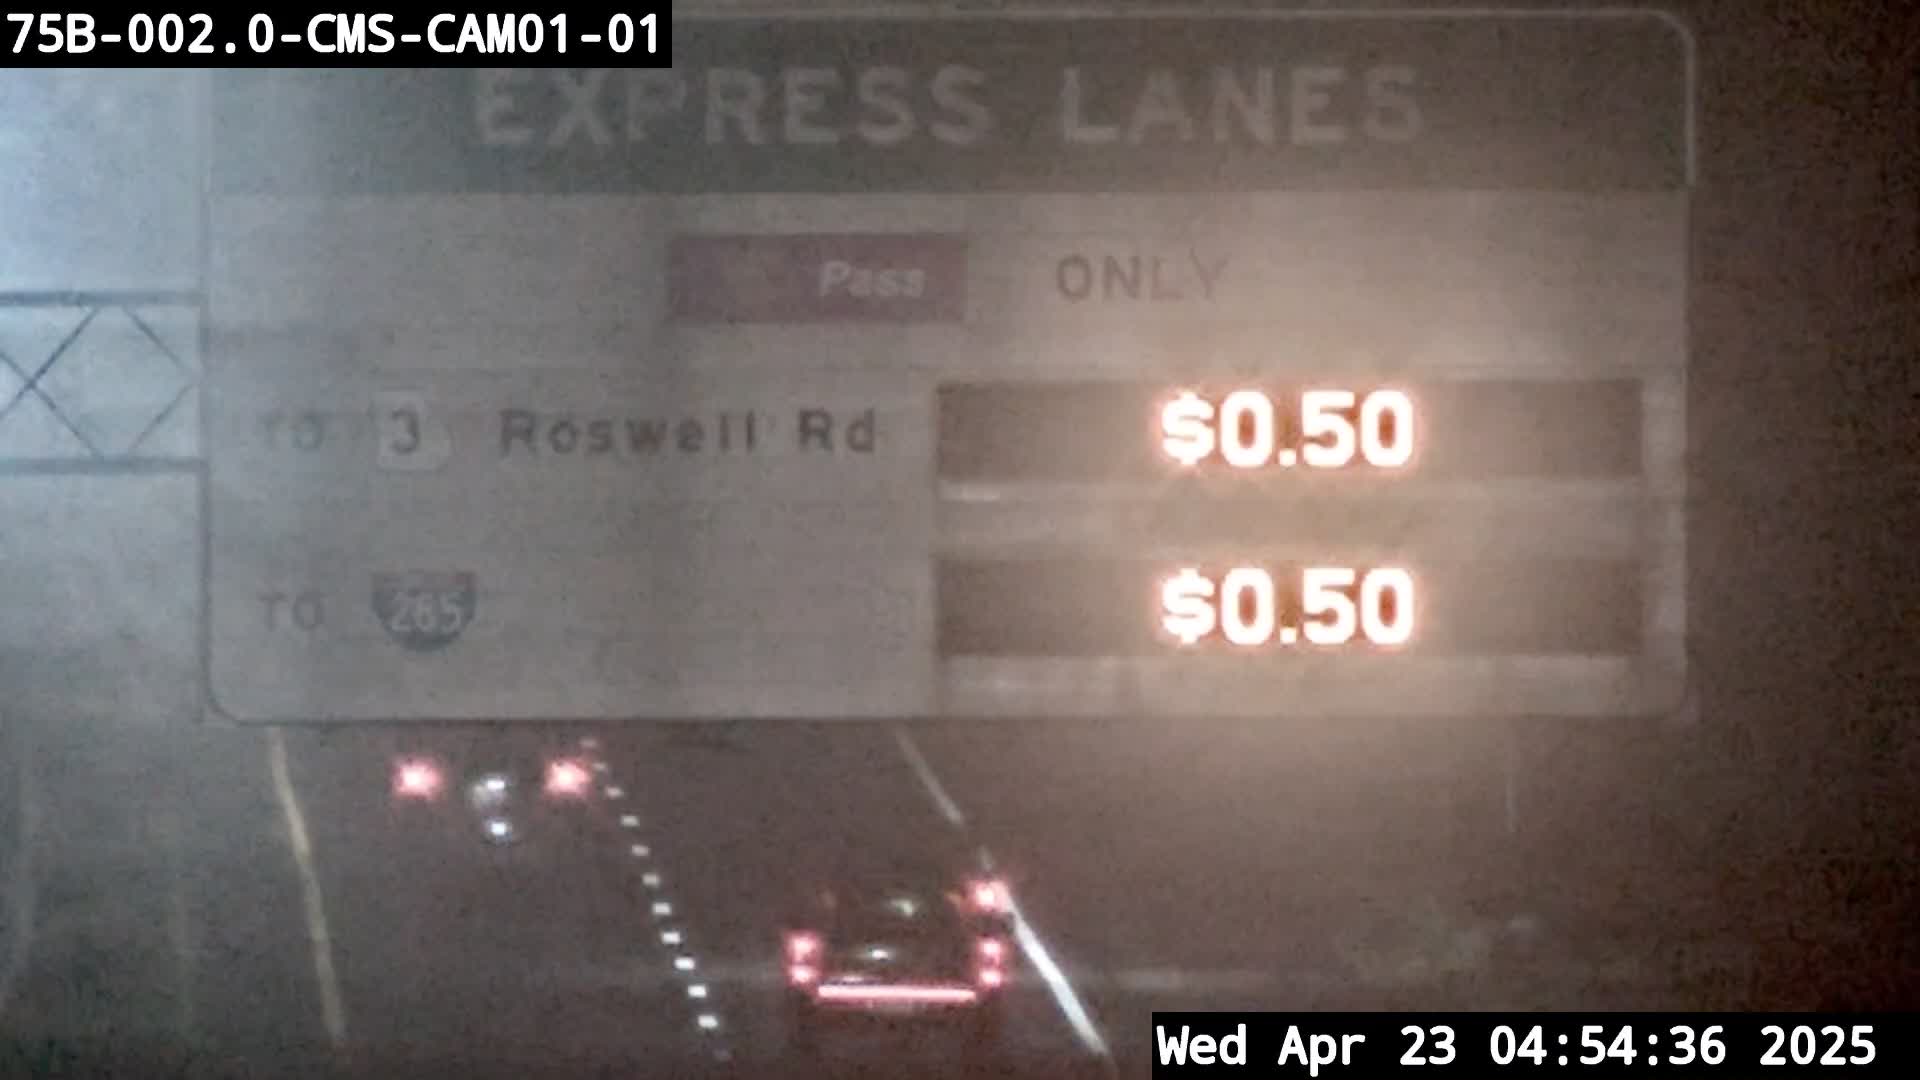 75B-002.0-CMS-CAM01-01
EXPRESS LANES
Pass ONLY
TO 3 Roswell Rd $0.50
TO 285 $0.50
Wed Apr 23 04:54:36 2025